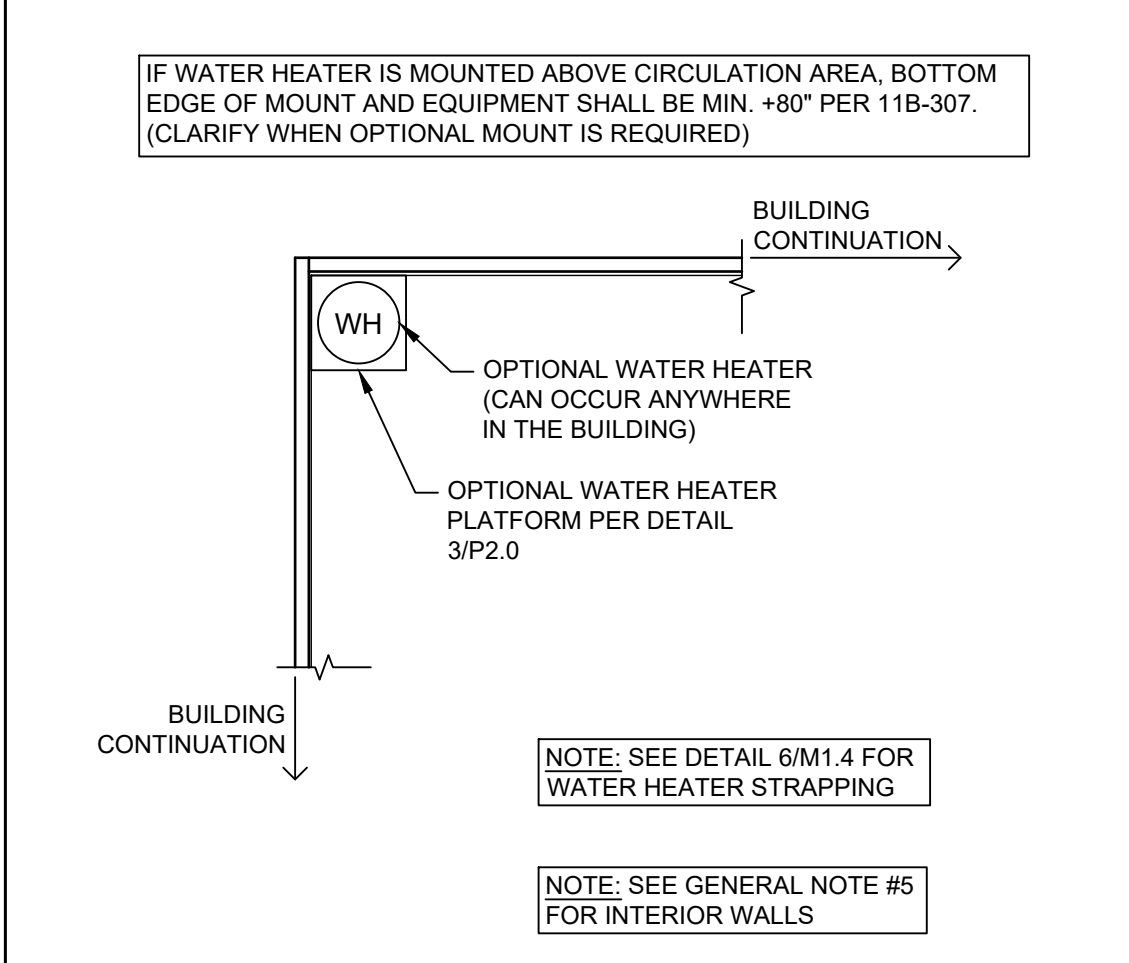 IF WATER HEATER IS MOUNTED ABOVE CIRCULATION AREA, BOTTOM
EDGE OF MOUNT AND EQUIPMENT SHALL BE MIN. +80" PER 11B-307.
(CLARIFY WHEN OPTIONAL MOUNT IS REQUIRED)
BUILDING
CONTINUATION
WH
OPTIONAL WATER HEATER
(CAN OCCUR ANYWHERE
IN THE BUILDING)
OPTIONAL WATER HEATER
PLATFORM PER DETAIL
3/P2.0
BUILDING
CONTINUATION
NOTE: SEE DETAIL 6/M1.4 FOR
WATER HEATER STRAPPING
NOTE: SEE GENERAL NOTE #5
FOR INTERIOR WALLS